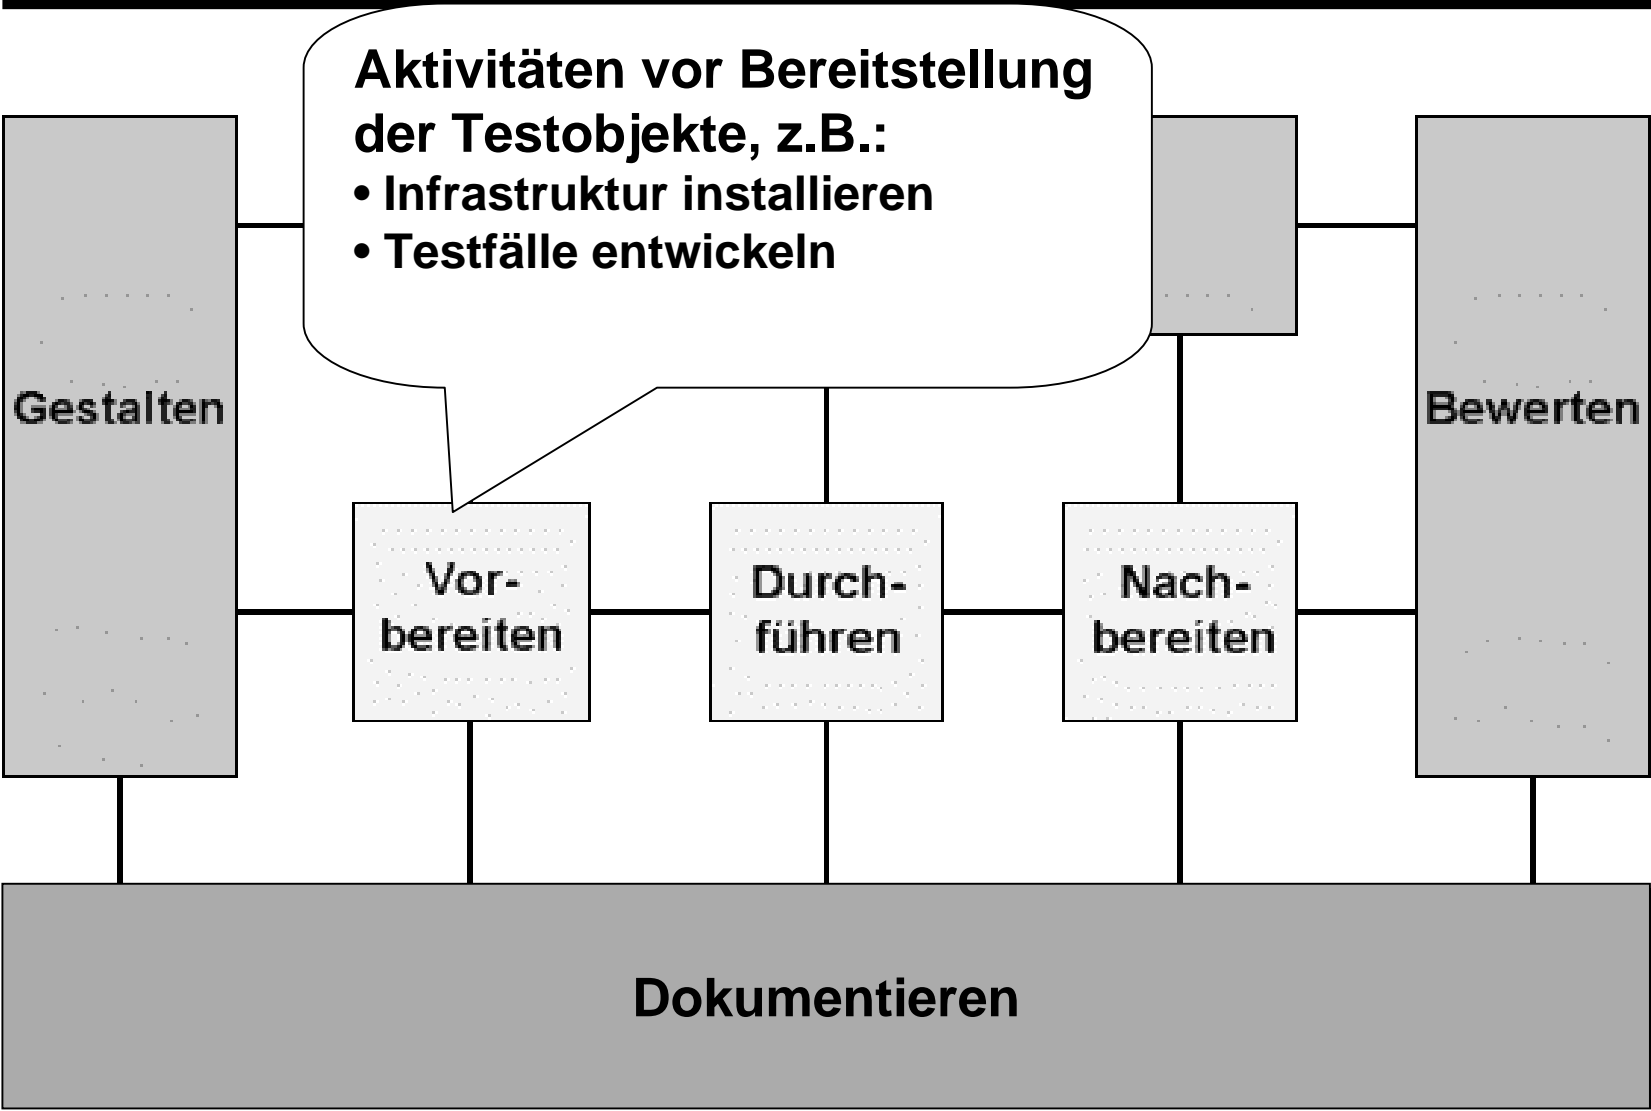 Aktivitäten vor Bereitstellung
der Testobjekte, z.B.:
• Infrastruktur installieren
• Testfälle entwickeln
Gestalten
Bewerten
Vor-
bereiten
Durch-
führen
Nach-
bereiten
Dokumentieren